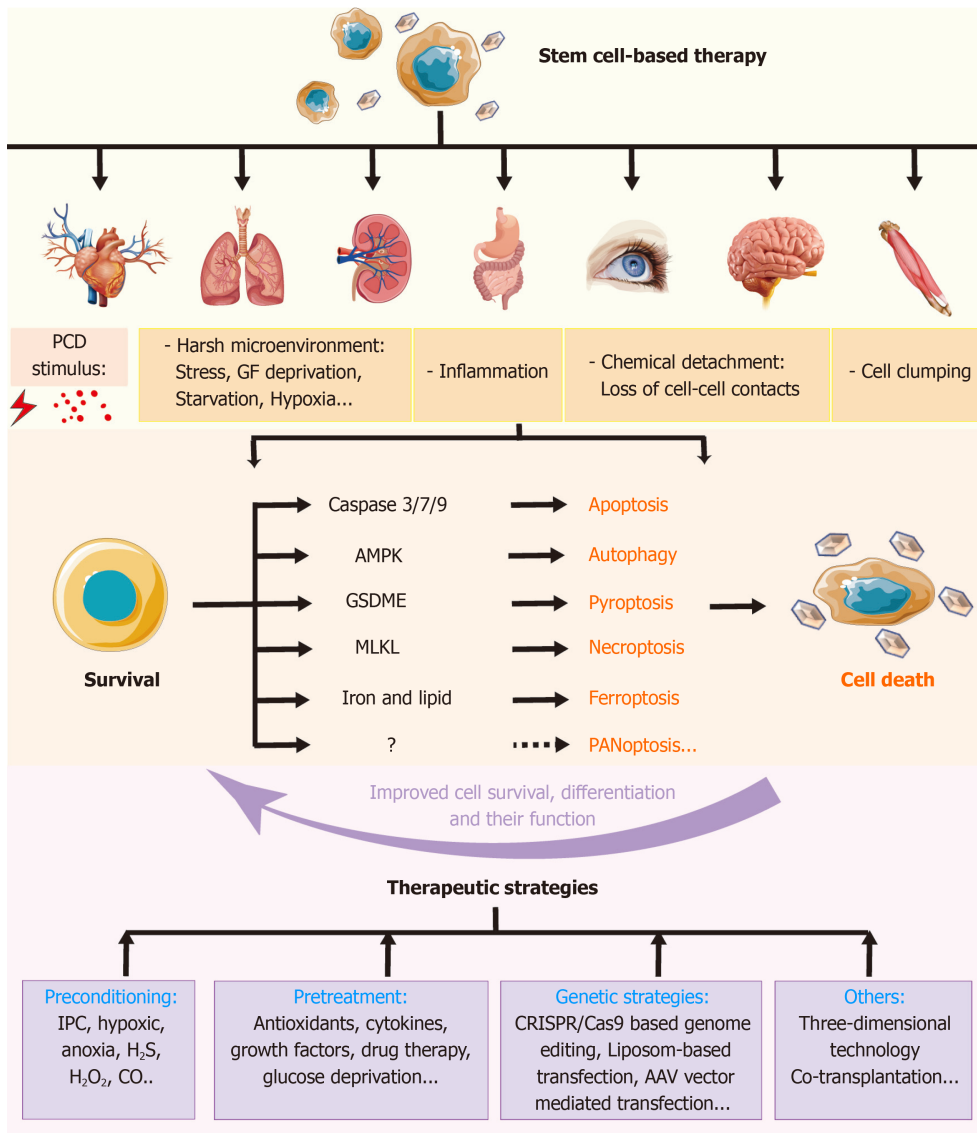 Stem cell-based therapy
PCD
stimulus:
- Harsh microenvironment:
Stress, GF deprivation,
Starvation, Hypoxia...
- Inflammation
- Chemical detachment:
Loss of cell-cell contacts
- Cell clumping
Caspase 3/7/9
Apoptosis
AMPK
Autophagy
GSDME
Pyroptosis
MLKL
Necroptosis
Iron and lipid
Ferroptosis
?
PANoptosis...
Survival
Cell death
Improved cell survival, differentiation
and their function
Therapeutic strategies
Preconditioning:
IPC, hypoxic,
anoxia, H₂S,
H₂O₂, CO..
Pretreatment:
Antioxidants, cytokines,
growth factors, drug therapy,
glucose deprivation...
Genetic strategies:
CRISPR/Cas9 based genome
editing, Liposom-based
transfection, AAV vector
mediated transfection...
Others:
Three-dimensional
technology
Co-transplantation...